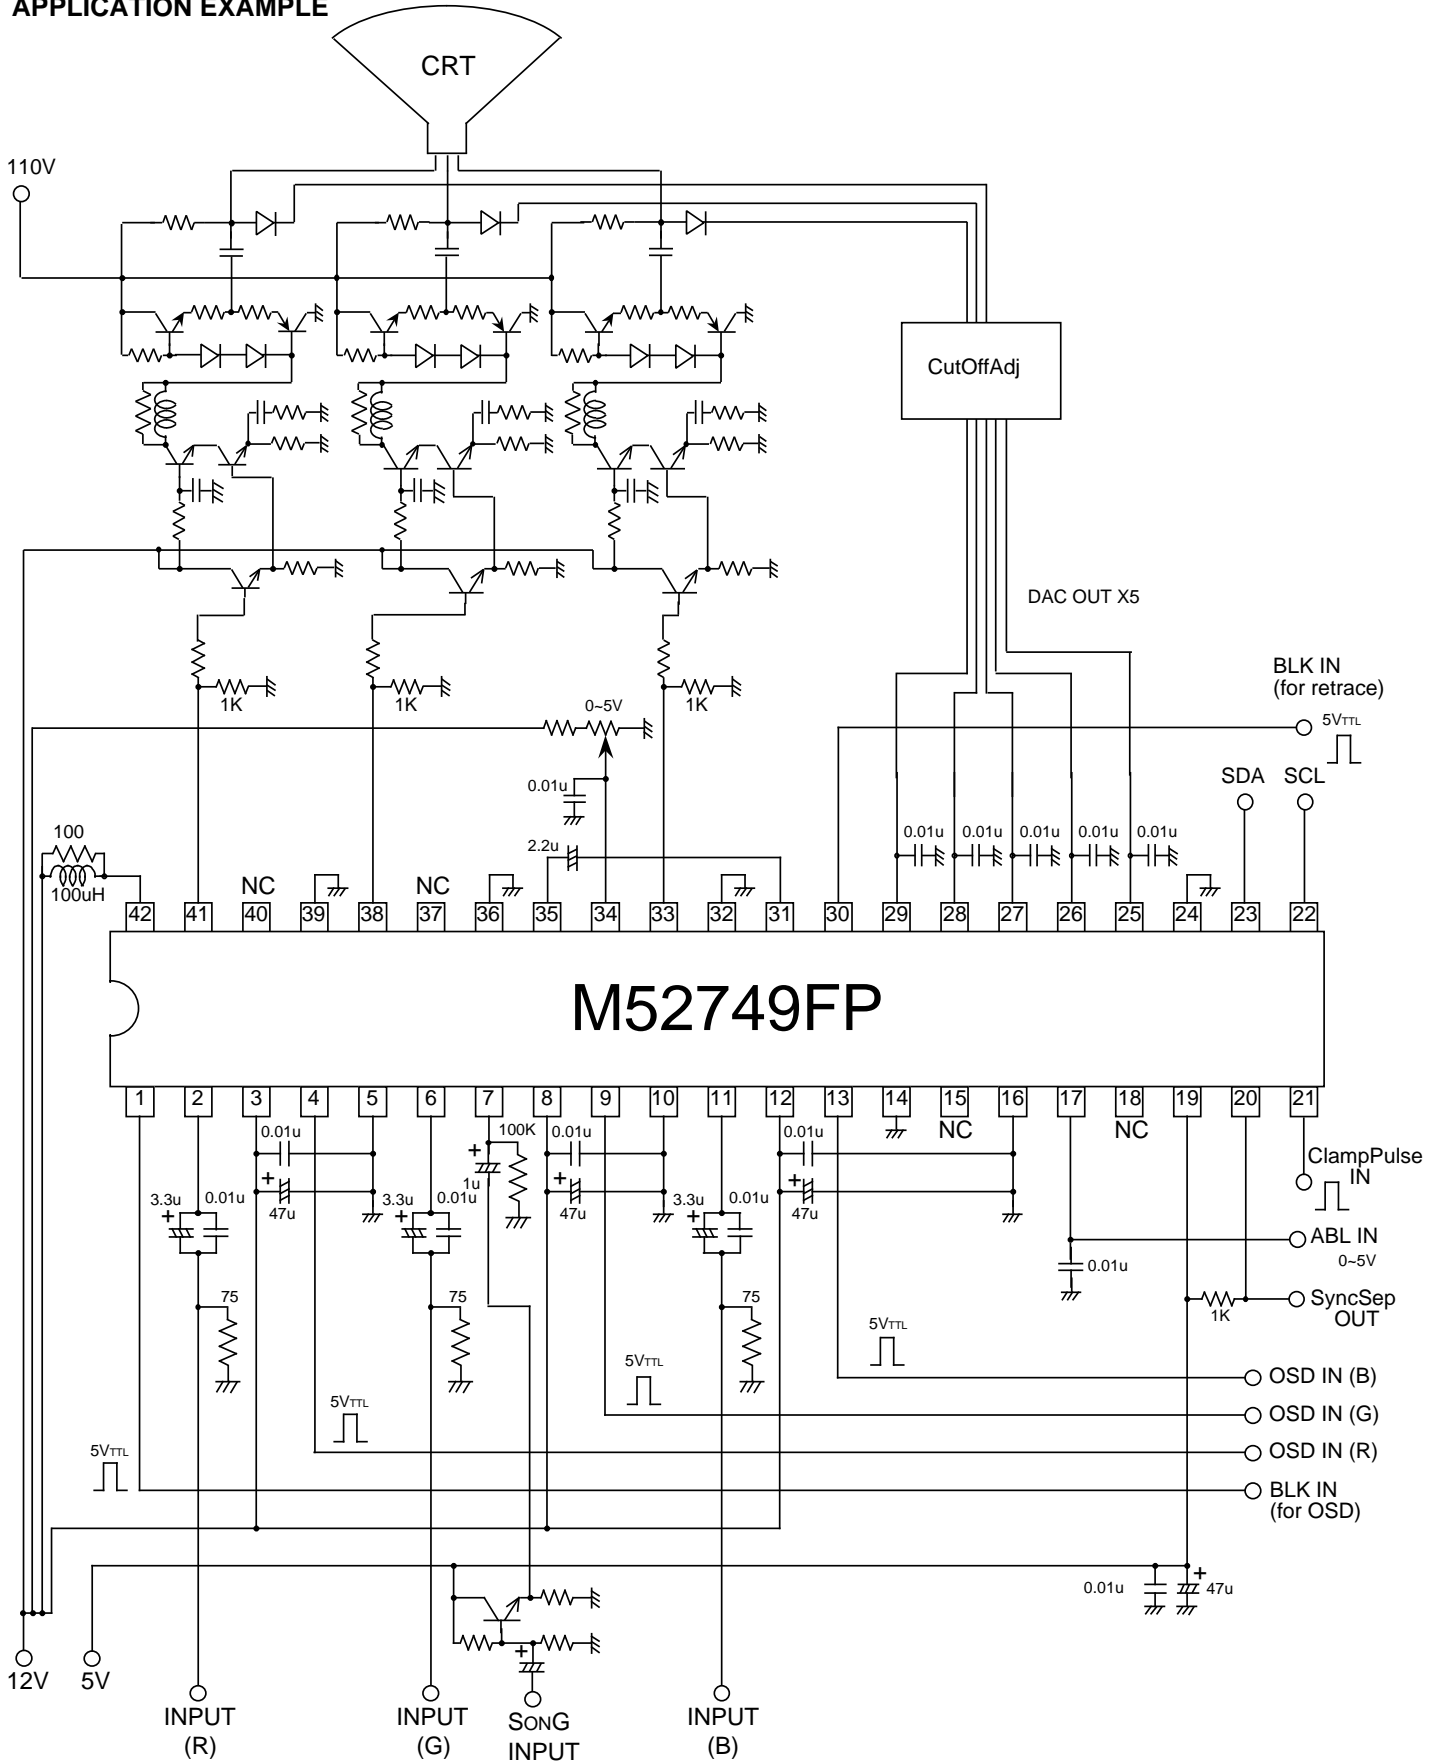 APPLICATION EXAMPLE
CRT
110V
CutOffAdj
DAC OUT X5
BLK IN
(for retrace)
5VTTL
SDA SCL
1K 1K 1K
0~5V
0.01u
2.2u
100
100uH
0.01u 0.01u 0.01u 0.01u 0.01u
NC NC
42 41 40 39 38 37 36 35 34 33 32 31 30 29 28 27 26 25 24 23 22
M52749FP
1 2 3 4 5 6 7 8 9 10 11 12 13 14 15 16 17 18 19 20 21
NC NC
0.01u 100K 0.01u 0.01u
+ + + +
1u
47u 47u 47u
3.3u 0.01u 3.3u 0.01u 3.3u 0.01u
+ + +
ClampPulse
IN
ABL IN
0~5V
0.01u
75 75 75
1K
SyncSep
OUT
5VTTL
5VTTL
5VTTL
5VTTL
OSD IN (B)
OSD IN (G)
OSD IN (R)
BLK IN
(for OSD)
0.01u + 47u
+
12V 5V
INPUT
(R)
INPUT
(G)
SONG
INPUT
INPUT
(B)